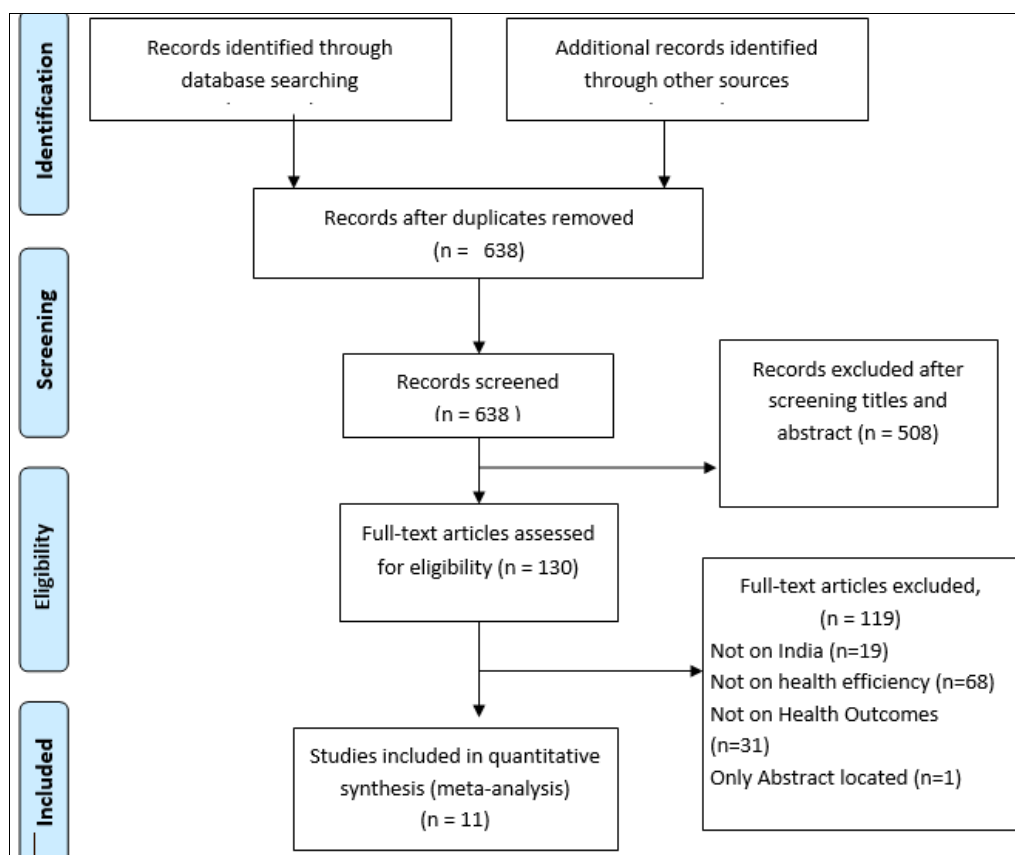 Identification
Records identified through
database searching
Additional records identified
through other sources
Records after duplicates removed
(n = 638)
Screening
Records screened
(n = 638 )
Records excluded after
screening titles and
abstract (n = 508)
Eligibility
Full-text articles assessed
for eligibility (n = 130)
Full-text articles excluded,
(n = 119)
Not on India (n=19)
Not on health efficiency (n=68)
Not on Health Outcomes
(n=31)
Only Abstract located (n=1)
Included
Studies included in quantitative
synthesis (meta-analysis)
(n = 11)